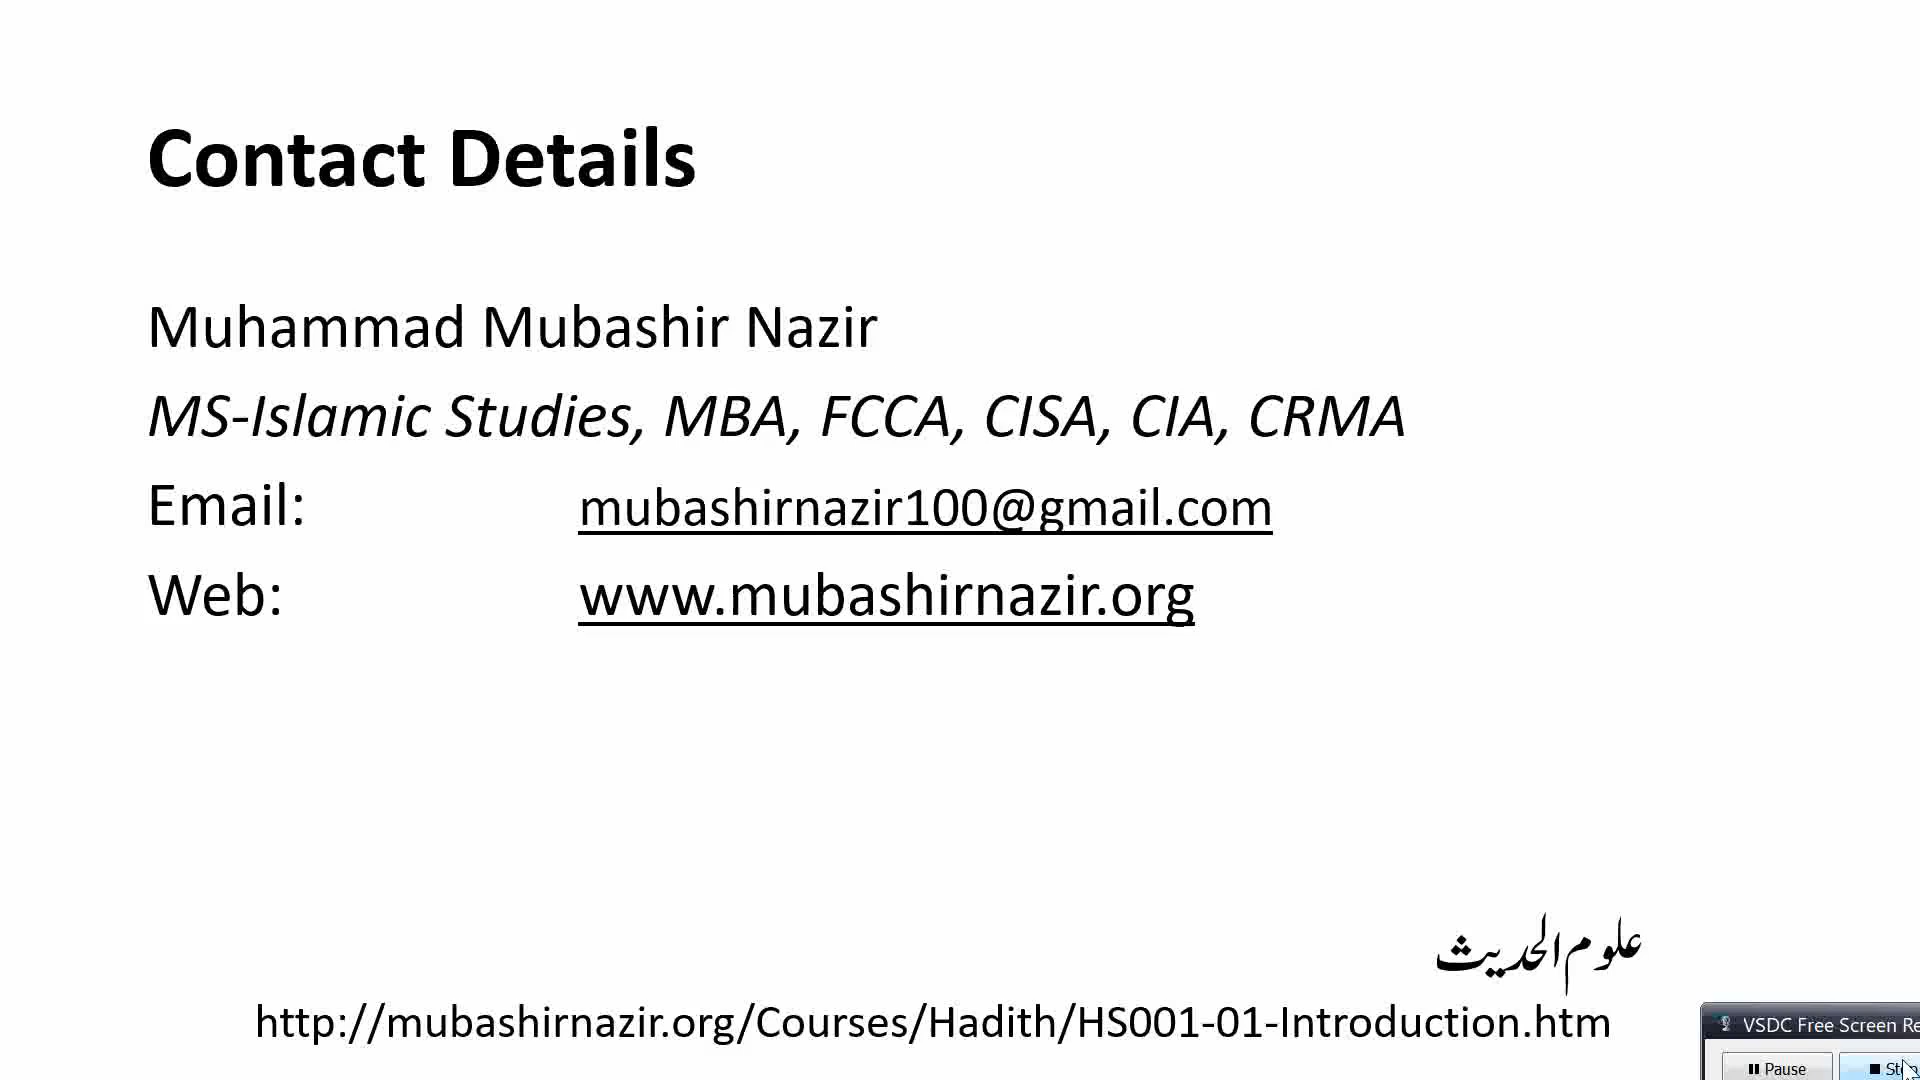 Contact Details
Muhammad Mubashir Nazir
MS-Islamic Studies, MBA, FCCA, CISA, CIA, CRMA
Email: mubashirnazir100@gmail.com
Web: www.mubashirnazir.org
علوم الحدیث
http://mubashirnazir.org/Courses/Hadith/HS001-01-Introduction.htm
VSDC Free Screen Re
Pause